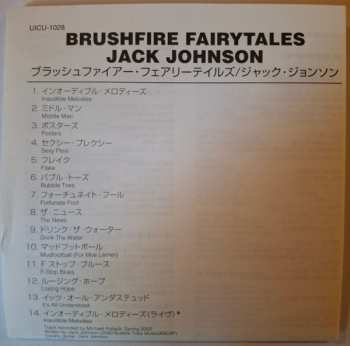 UICU-1028
BRUSHFIRE FAIRYTALES
JACK JOHNSON
ブラッシュファイアー・フェアリーテイルズ/ジャック・ジョンソン
1. インオーディブル・メロディーズ
Inaudible Melodies
2. ミドル・マン
Middle Man
3. ポスターズ
Posters
4. セクシー・プレクシー
Sexy Plexi
5. フレイク
Flake
6. バブル・トーズ
Bubble Toes
7. フォーチュネイト・フール
Fortunate Fool
8. ザ・ニュース
The News
9. ドリンク・ザ・ウォーター
Drink The Water
10. マッドフットボール
Mudfootball (For Moe Lerner)
11. F ストップ・ブルース
F-Stop Blues
12. ルージング・ホープ
Losing Hope
13. イッツ・オール・アンダステュッド
It's All Understood
14. インオーディブル・メロディーズ(ライヴ) *
Inaudible Melodies